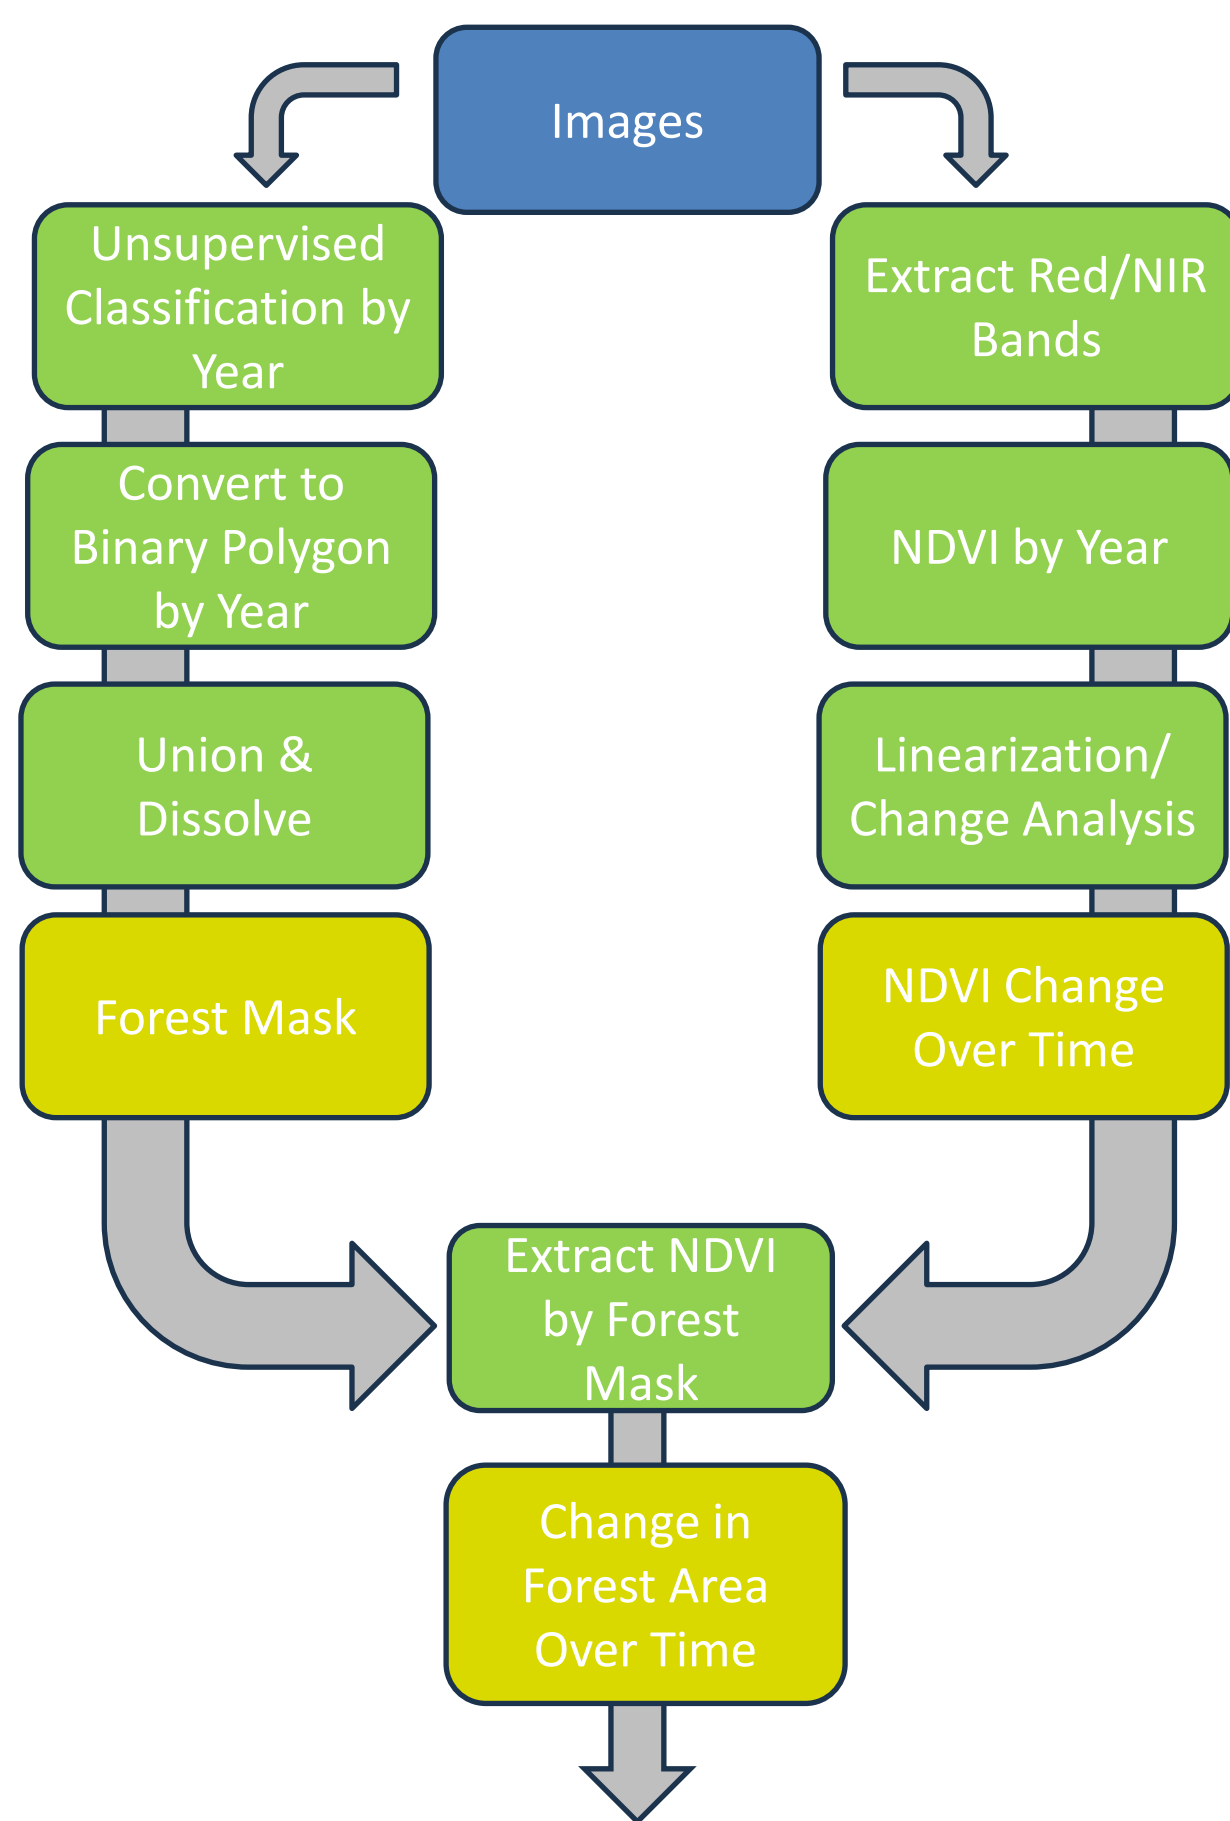 Images
Unsupervised
Classification by
Year
Convert to
Binary Polygon
by Year
Union &
Dissolve
Forest Mask
Extract Red/NIR
Bands
NDVI by Year
Linearization/
Change Analysis
NDVI Change
Over Time
Extract NDVI
by Forest
Mask
Change in
Forest Area
Over Time